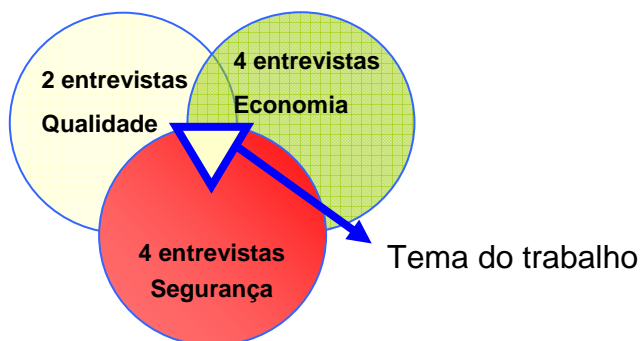 2 entrevistas
Qualidade
4 entrevistas
Economia
4 entrevistas
Segurança
Tema do trabalho